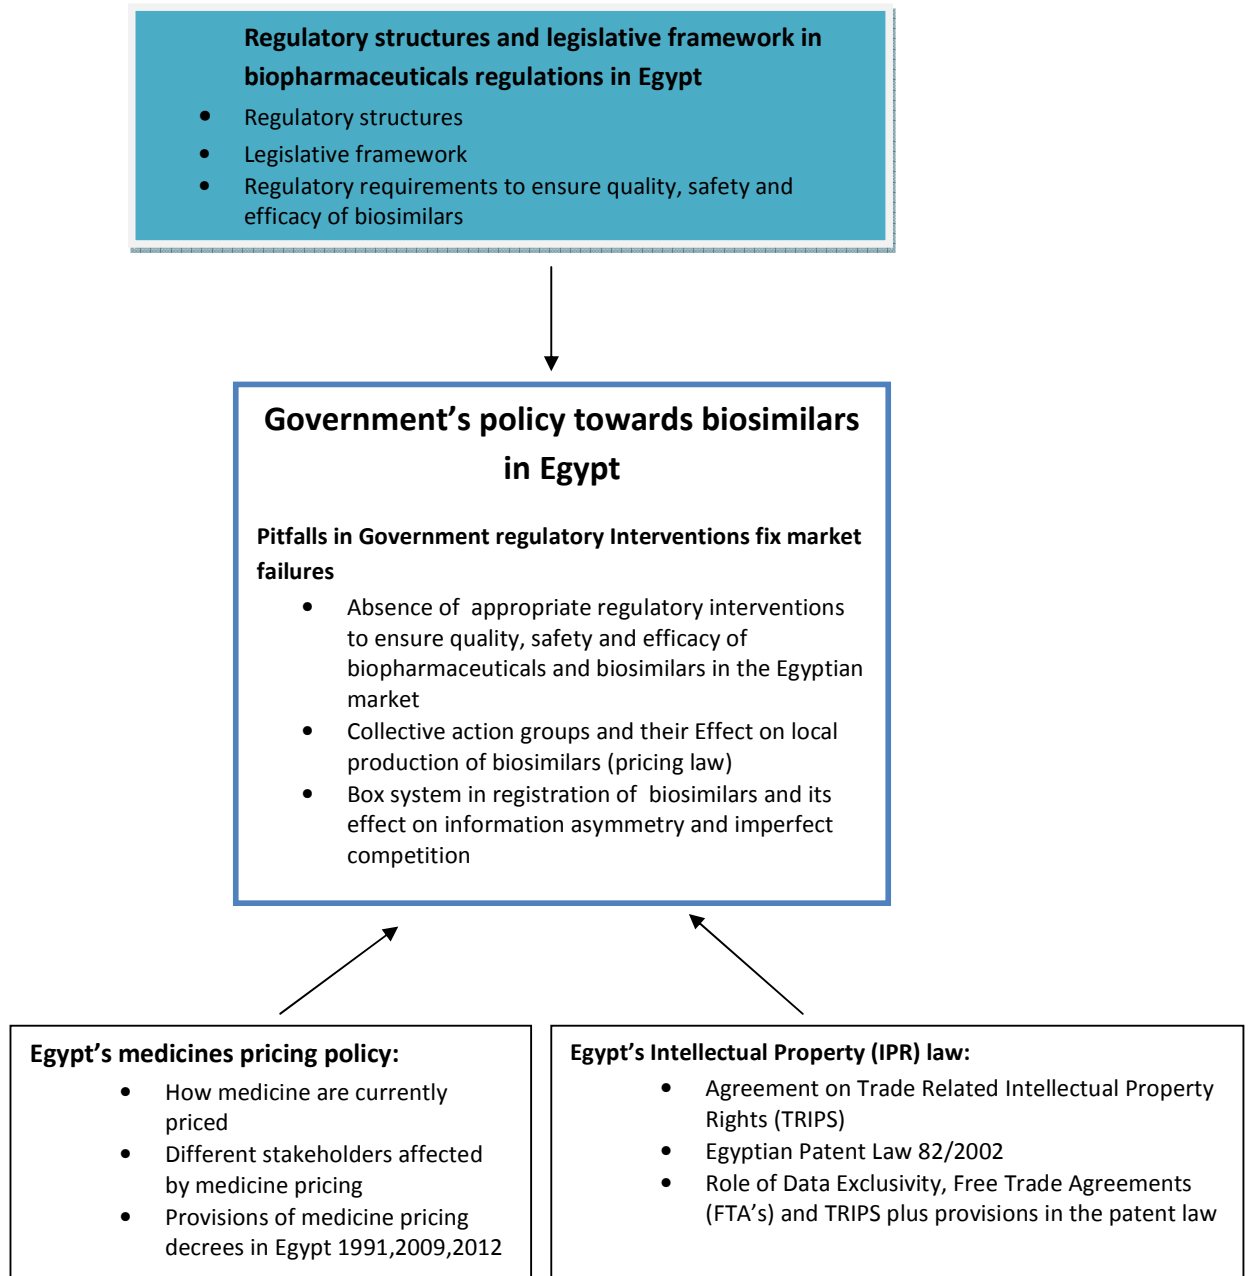 Regulatory structures and legislative framework in
biopharmaceuticals regulations in Egypt
• Regulatory structures
• Legislative framework
• Regulatory requirements to ensure quality, safety and
efficacy of biosimilars
Government’s policy towards biosimilars
in Egypt
Pitfalls in Government regulatory Interventions fix market
failures
• Absence of appropriate regulatory interventions
to ensure quality, safety and efficacy of
biopharmaceuticals and biosimilars in the Egyptian
market
• Collective action groups and their Effect on local
production of biosimilars (pricing law)
• Box system in registration of biosimilars and its
effect on information asymmetry and imperfect
competition
Egypt’s medicines pricing policy:
• How medicine are currently
priced
• Different stakeholders affected
by medicine pricing
• Provisions of medicine pricing
decrees in Egypt 1991,2009,2012
Egypt’s Intellectual Property (IPR) law:
• Agreement on Trade Related Intellectual Property
Rights (TRIPS)
• Egyptian Patent Law 82/2002
• Role of Data Exclusivity, Free Trade Agreements
(FTA’s) and TRIPS plus provisions in the patent law